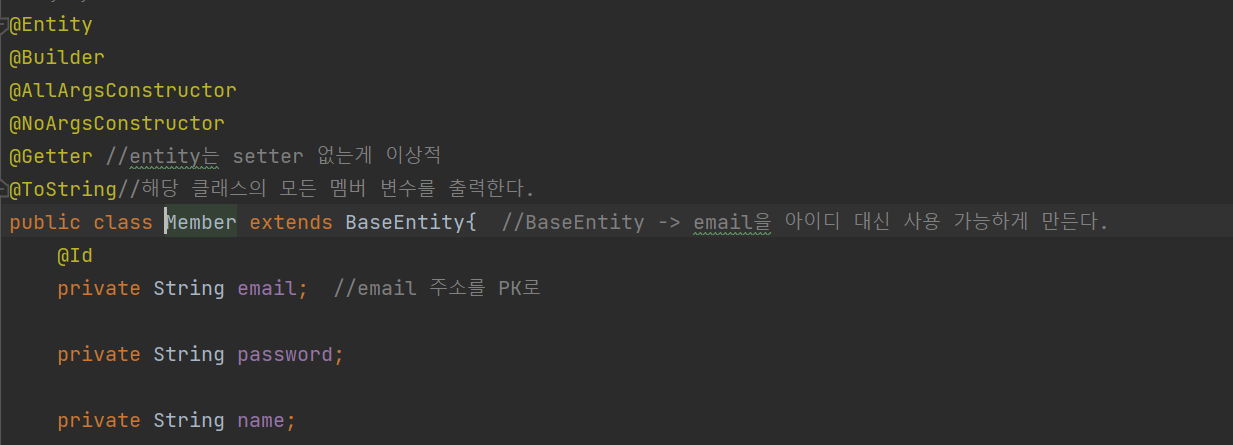 @Entity
@Builder
@AllArgsConstructor
@NoArgsConstructor
@Getter //entity는 setter 없는게 이상적
@ToString//해당 클래스의 모든 멤버 변수를 출력한다.
public class Member extends BaseEntity{  //BaseEntity -> email을 아이디 대신 사용 가능하게 만든다.
    @Id
    private String email;  //email 주소를 PK로
    private String password;
    private String name;